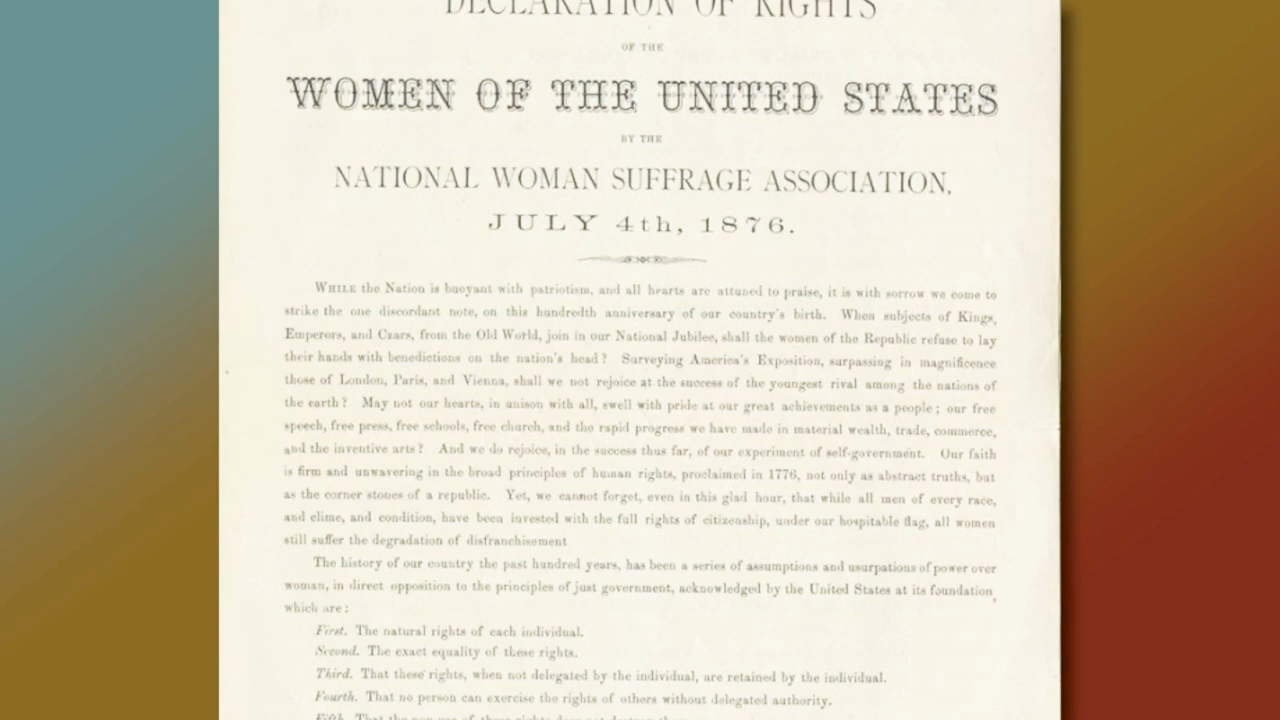 DECLARATION OF RIGHTS
OF THE
WOMEN OF THE UNITED STATES
BY THE
NATIONAL WOMAN SUFFRAGE ASSOCIATION,
JULY 4th, 1876.
WHILE the Nation is buoyant with patriotism, and all hearts are attuned to praise, it is with sorrow we come to
strike the one discordant note, on this hundredth anniversary of our country's birth. When subjects of Kings,
Emperors, and Czars, from the Old World, join in our National Jubilee, shall the women of the Republic refuse to lay
their hands with benedictions on the nation's head? Surveying America's Exposition, surpassing in magnificence
those of London, Paris, and Vienna, shall we not rejoice at the success of the youngest rival among the nations of
the earth? May not our hearts, in unison with all, swell with pride at our great achievements as a people; our free
speech, free press, free schools, free church, and the rapid progress we have made in material wealth, trade, commerce,
and the inventive arts? And we do rejoice, in the success thus far, of our experiment of self-government. Our faith
is firm and unwavering in the broad principles of human rights, proclaimed in 1776, not only as abstract truths, but
as the corner stones of a republic. Yet, we cannot forget, even in this glad hour, that while all men of every race,
and clime, and condition, have been invested with the full rights of citizenship, under our hospitable flag, all women
still suffer the degradation of disfranchisement
The history of our country the past hundred years, has been a series of assumptions and usurpations of power over
woman, in direct opposition to the principles of just government, acknowledged by the United States at its foundation,
which are:
First. The natural rights of each individual.
Second. The exact equality of these rights.
Third. That these rights, when not delegated by the individual, are retained by the individual.
Fourth. That no person can exercise the rights of others without delegated authority.
Fifth. That the non-use of these rights does not destroy them